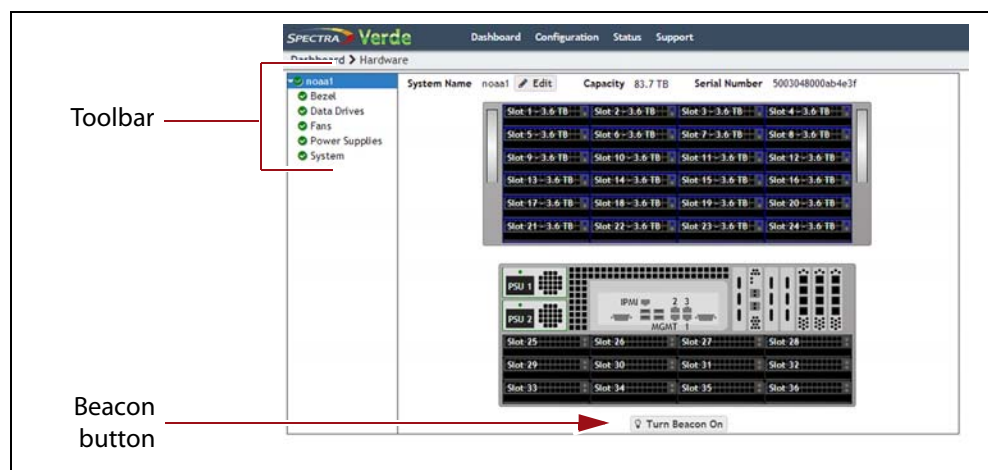 SPECTRA Verde Dashboard Configuration Status Support
Dashboard > Hardware
noaa1
Bezel
Data Drives
Fans
Power Supplies
System
System Name noaa1 Edit Capacity 83.7 TB Serial Number 5003048000ab4e3f
Toolbar
Slot 1 - 3.6 TB Slot 2 - 3.6 TB Slot 3 - 3.6 TB Slot 4 - 3.6 TB
Slot 5 - 3.6 TB Slot 6 - 3.6 TB Slot 7 - 3.6 TB Slot 8 - 3.6 TB
Slot 9 - 3.6 TB Slot 10 - 3.6 TB Slot 11 - 3.6 TB Slot 12 - 3.6 TB
Slot 13 - 3.6 TB Slot 14 - 3.6 TB Slot 15 - 3.6 TB Slot 16 - 3.6 TB
Slot 17 - 3.6 TB Slot 18 - 3.6 TB Slot 19 - 3.6 TB Slot 20 - 3.6 TB
Slot 21 - 3.6 TB Slot 22 - 3.6 TB Slot 23 - 3.6 TB Slot 24 - 3.6 TB
PSU 1
PSU 2
IPMI 2 3
MGMT 1
Slot 25 Slot 26 Slot 27 Slot 28
Slot 29 Slot 30 Slot 31 Slot 32
Slot 33 Slot 34 Slot 35 Slot 36
Beacon
button
Turn Beacon On